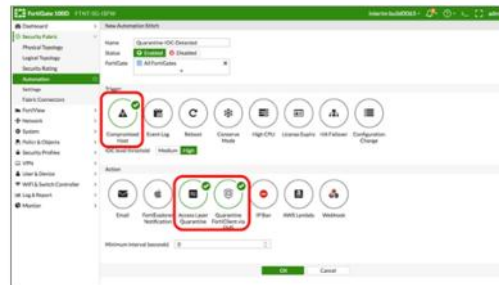 FortiGate 100D
Dashboard
New Automation Stitch
Security Fabric
Physical Topology
Logical Topology
Security Rating
Automation
Settings
Fabric Connectors
FortiView
Network
System
Policy & Objects
Security Profiles
VPN
User & Device
WiFi & Switch Controller
Log & Report
Monitor
Name
Quarantine-IOC-Detected
Status
Enabled
Disabled
FortiGate
All FortiGates
Trigger
Compromised Host
Event Log
Reboot
Conserve Mode
High CPU
License Expiry
HA Failover
Configuration Change
IOC level threshold
Medium
High
Action
Email
FortiExplorer Notification
Access Layer Quarantine
Quarantine FortiClient via EMS
IP Ban
AWS Lambda
Webhook
Minimum interval (seconds)
0
OK
Cancel